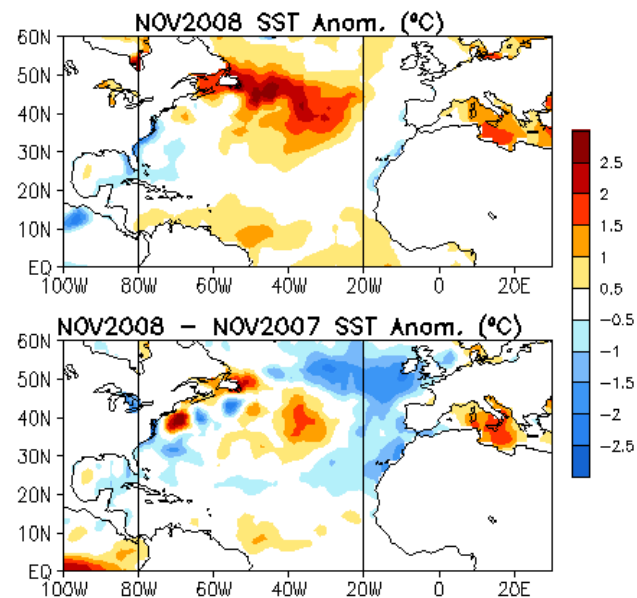 NOV2008 SST Anom. (ºC)
60N
50N
40N
30N
20N
10N
EQ
100W 80W 60W 40W 20W 0 20E
NOV2008 – NOV2007 SST Anom. (ºC)
60N
50N
40N
30N
20N
10N
EQ
100W 80W 60W 40W 20W 0 20E
2.5
2
1.5
1
0.5
-0.5
-1
-1.5
-2
-2.5